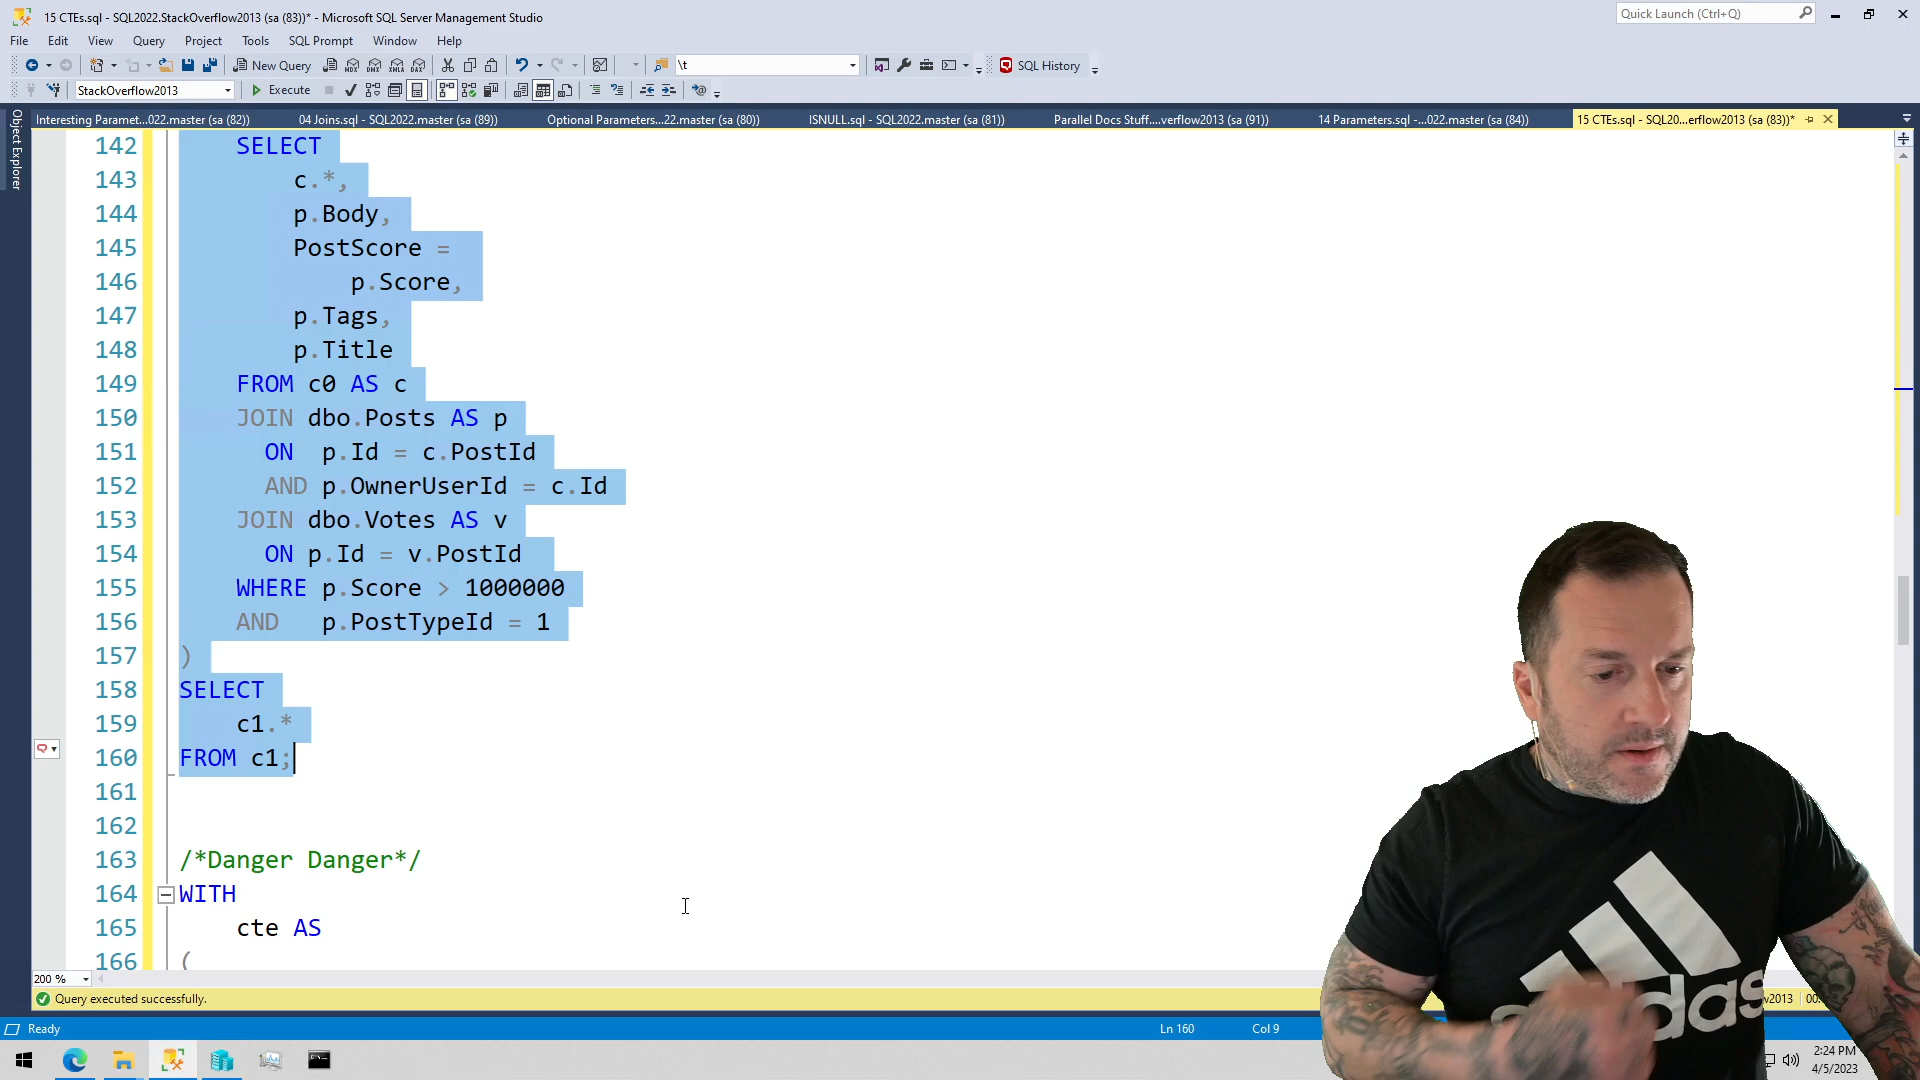 15 CTEs.sql - SQL2022.StackOverflow2013 (sa (83))* - Microsoft SQL Server Management Studio
Quick Launch (Ctrl+Q)
File Edit View Query Project Tools SQL Prompt Window Help
New Query
MDX DMX XMLA DAX
\t
SQL History
StackOverflow2013
Execute
Interesting Paramet...022.master (sa (82))
04 Joins.sql - SQL2022.master (sa (89))
Optional Parameters...22.master (sa (80))
ISNULL.sql - SQL2022.master (sa (81))
Parallel Docs Stuff....verflow2013 (sa (91))
14 Parameters.sql -...022.master (sa (84))
15 CTEs.sql - SQL20...erflow2013 (sa (83))*
Object Explorer
142 SELECT
143 c.*,
144 p.Body,
145 PostScore =
146 p.Score,
147 p.Tags,
148 p.Title
149 FROM c0 AS c
150 JOIN dbo.Posts AS p
151 ON p.Id = c.PostId
152 AND p.OwnerUserId = c.Id
153 JOIN dbo.Votes AS v
154 ON p.Id = v.PostId
155 WHERE p.Score > 1000000
156 AND p.PostTypeId = 1
157 )
158 SELECT
159 c1.*
160 FROM c1;
161
162
163 /*Danger Danger*/
164 WITH
165 cte AS
166 (
200 %
Query executed successfully.
Ready
Ln 160
Col 9
2:24 PM
4/5/2023